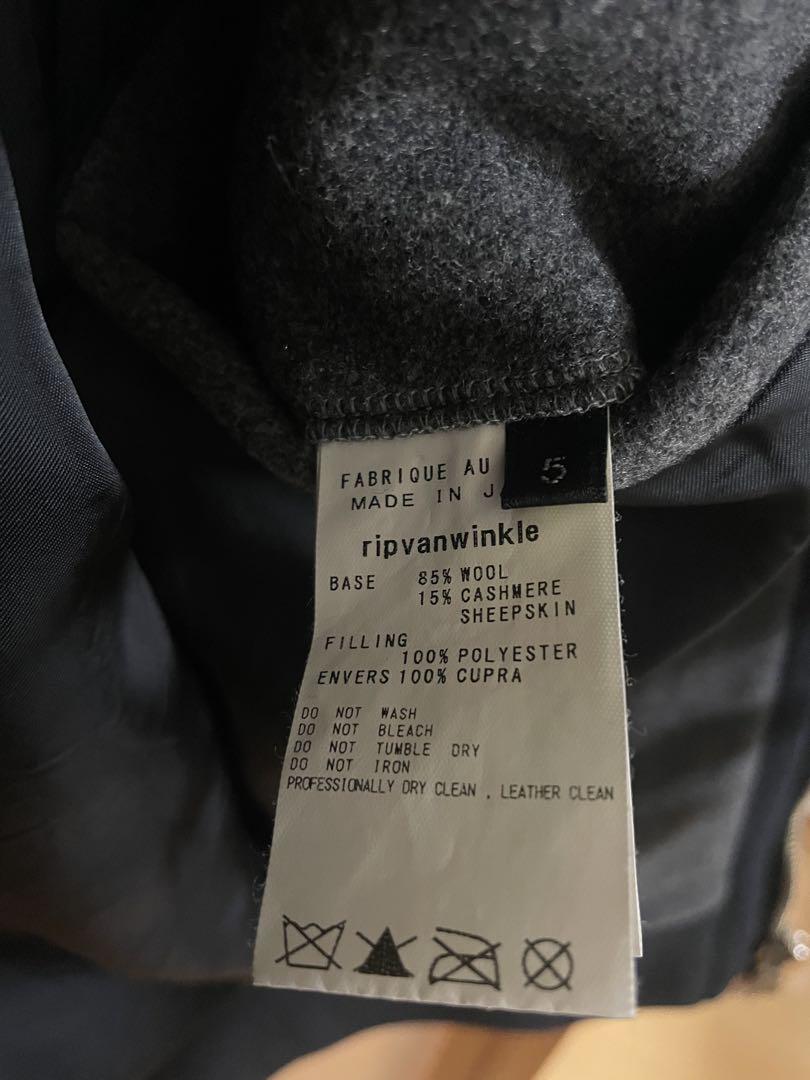 FABRIQUE AU
5
MADE IN
ripvanwinkle
BASE 85% WOOL
15% CASHMERE
SHEEPSKIN
FILLING
100% POLYESTER
ENVERS 100% CUPRA
DO NOT WASH
DO NOT BLEACH
DO NOT TUMBLE DRY
DO NOT IRON
PROFESSIONALLY DRY CLEAN , LEATHER CLEAN